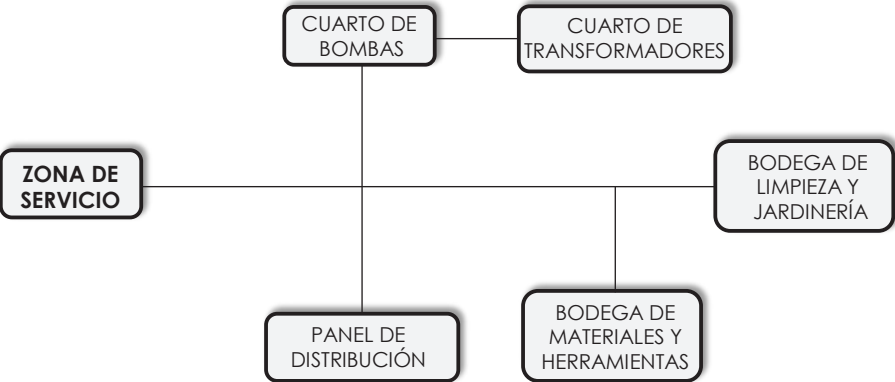 CUARTO DE
BOMBAS
CUARTO DE
TRANSFORMADORES
ZONA DE
SERVICIO
BODEGA DE
LIMPIEZA Y
JARDINERÍA
PANEL DE
DISTRIBUCIÓN
BODEGA DE
MATERIALES Y
HERRAMIENTAS